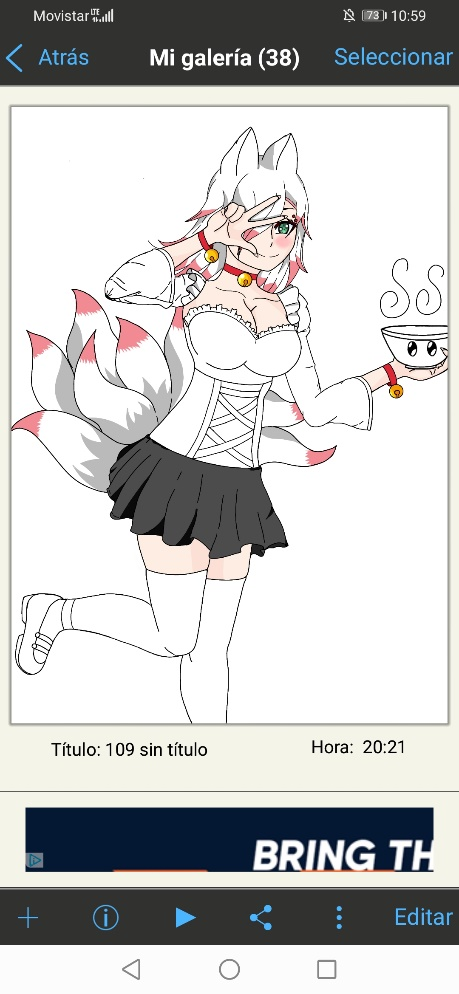 Movistar LTE 73 10:59
Atrás Mi galería (38) Seleccionar
Título: 109 sin título Hora: 20:21
BRING TH
Editar